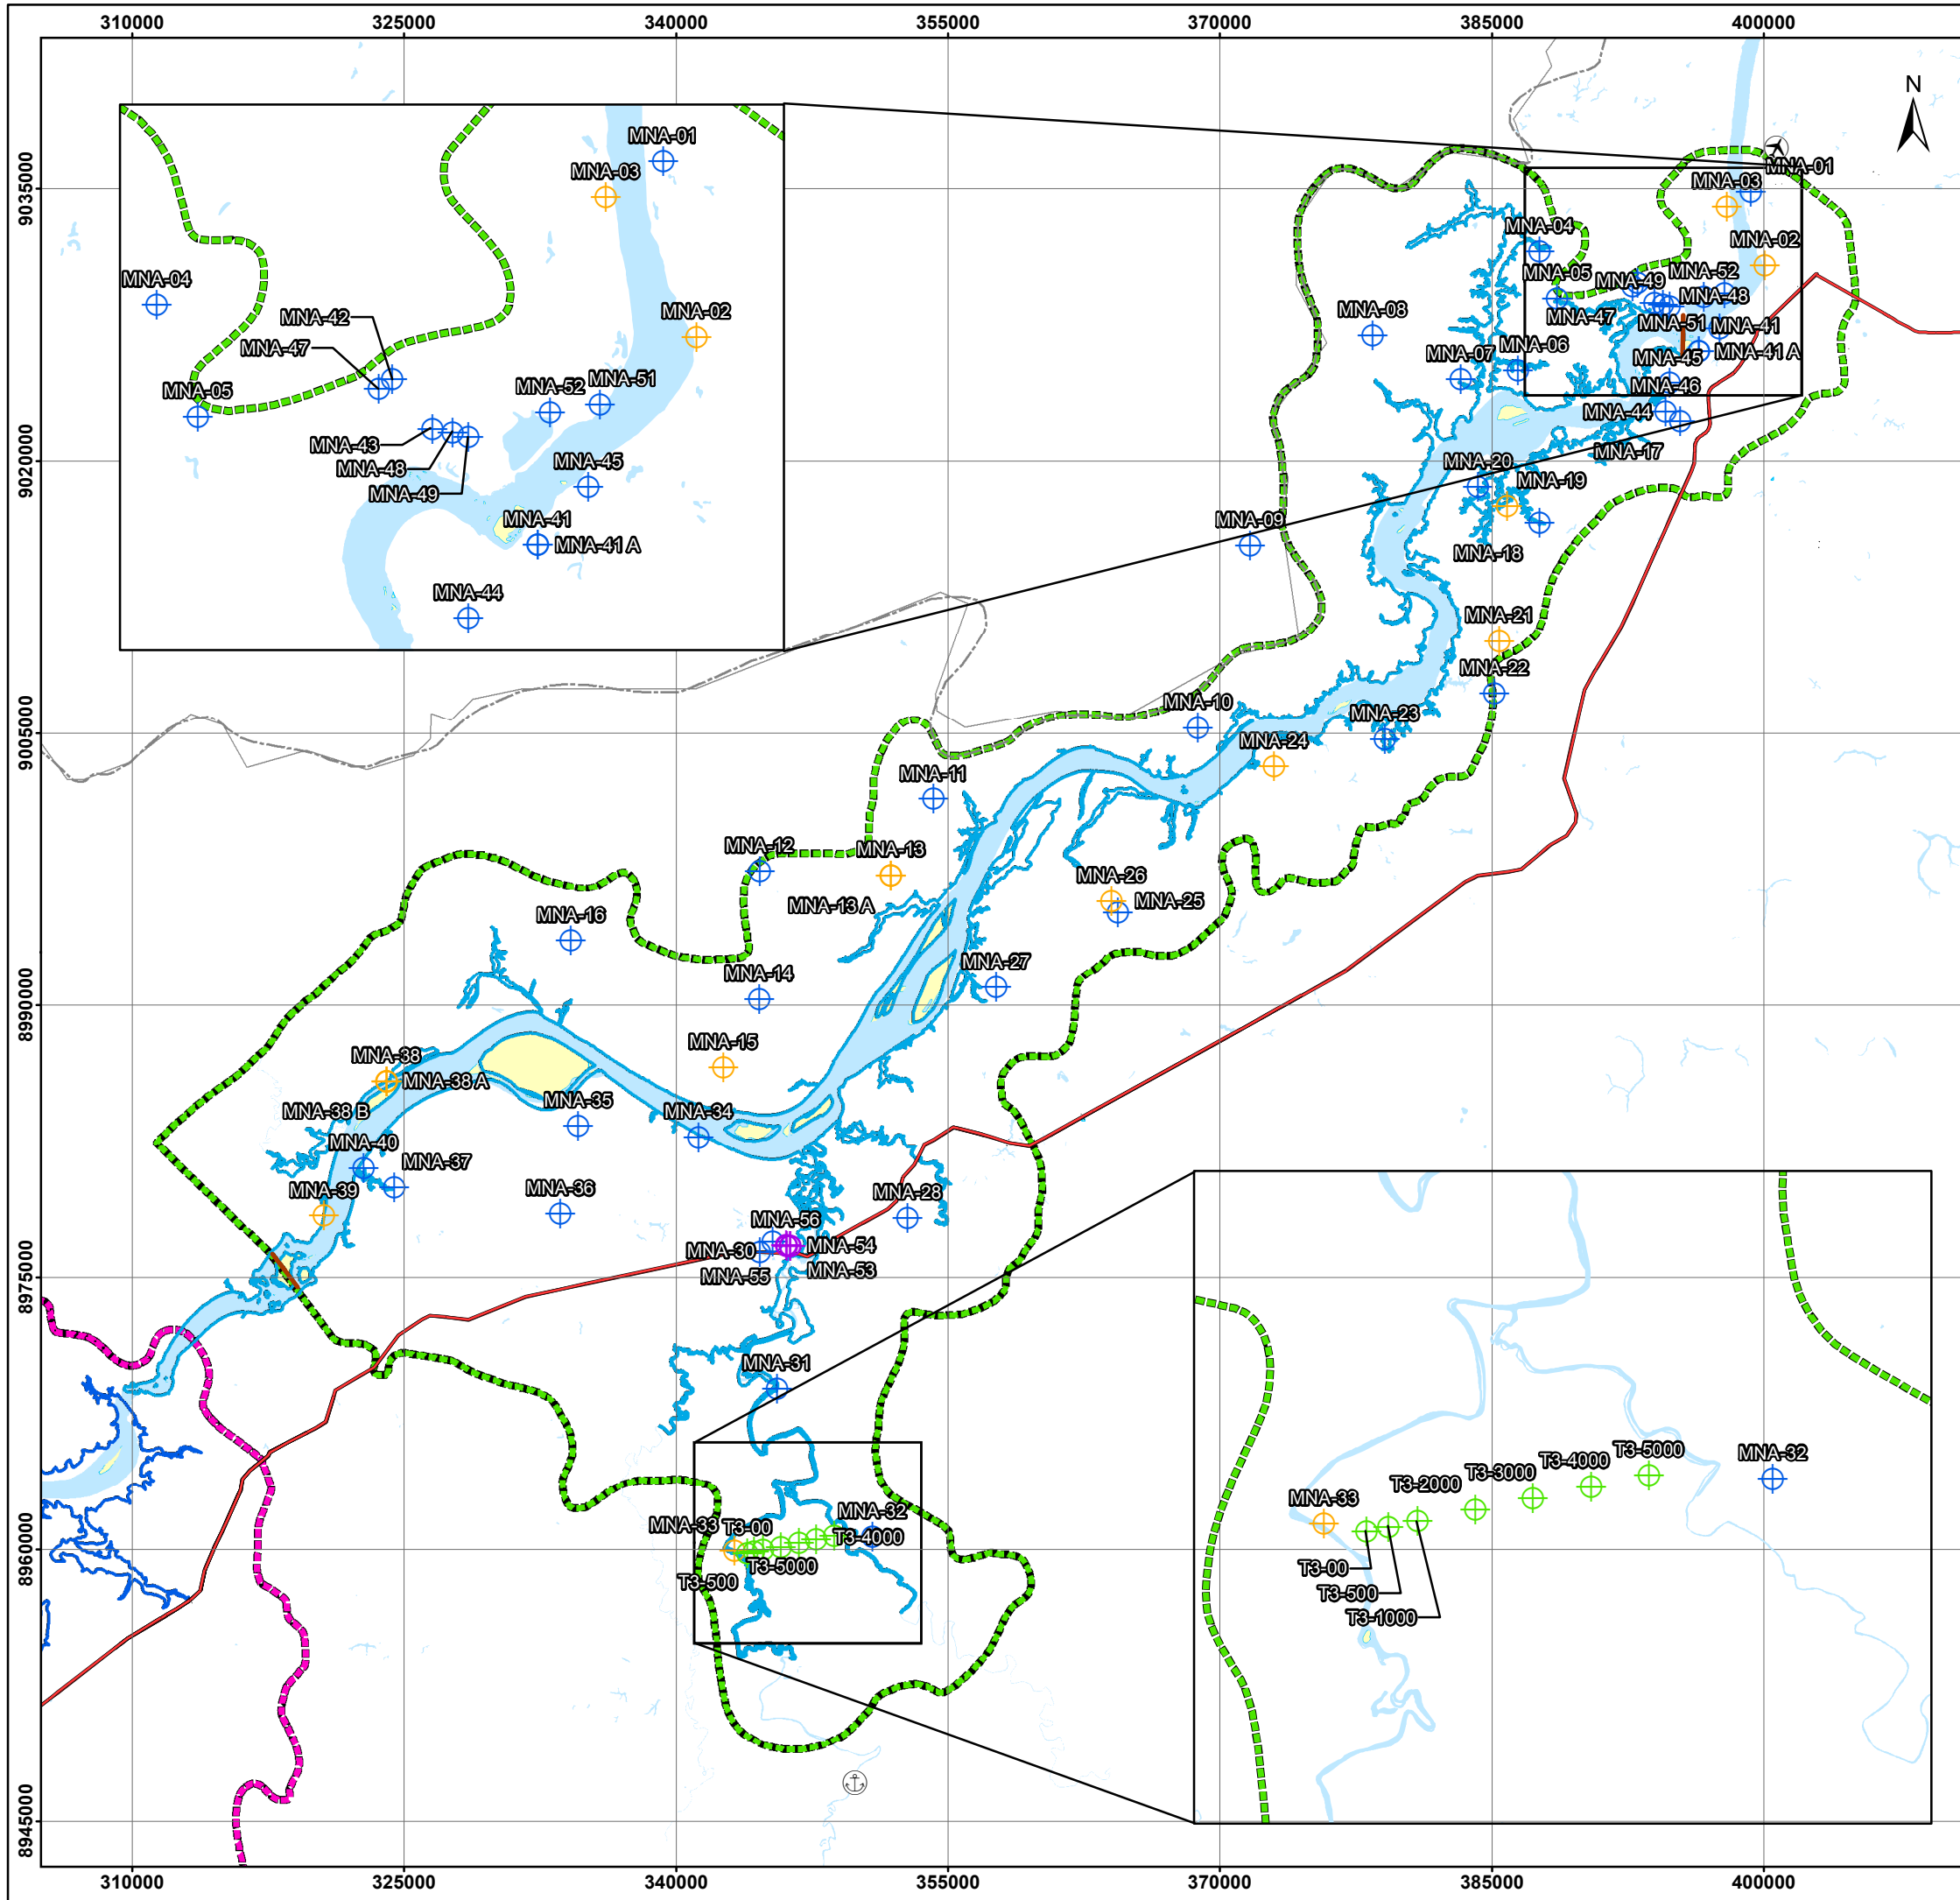 310000 325000 340000 355000 370000 385000 400000
N
9035000
9020000
9005000
8990000
8975000
8960000
8945000
MNA-01
MNA-03
MNA-04
MNA-02
MNA-42
MNA-47
MNA-05
MNA-52
MNA-51
MNA-43
MNA-48
MNA-49
MNA-45
MNA-41
MNA-41 A
MNA-44
MNA-01
MNA-03
MNA-04
MNA-02
MNA-05
MNA-49
MNA-52
MNA-48
MNA-47
MNA-51
MNA-41
MNA-08
MNA-07
MNA-06
MNA-45
MNA-41 A
MNA-46
MNA-44
MNA-17
MNA-20
MNA-19
MNA-09
MNA-18
MNA-21
MNA-22
MNA-10
MNA-23
MNA-24
MNA-11
MNA-12
MNA-13
MNA-13 A
MNA-26
MNA-25
MNA-16
MNA-14
MNA-27
MNA-15
MNA-38
MNA-38 A
MNA-38 B
MNA-35
MNA-34
MNA-40
MNA-37
MNA-39
MNA-36
MNA-28
MNA-56
MNA-30
MNA-54
MNA-55
MNA-53
MNA-31
MNA-32
MNA-33
T3-00
T3-4000
T3-5000
T3-500
T3-5000
MNA-32
T3-4000
T3-3000
T3-2000
MNA-33
T3-00
T3-500
T3-1000
310000 325000 340000 355000 370000 385000 400000